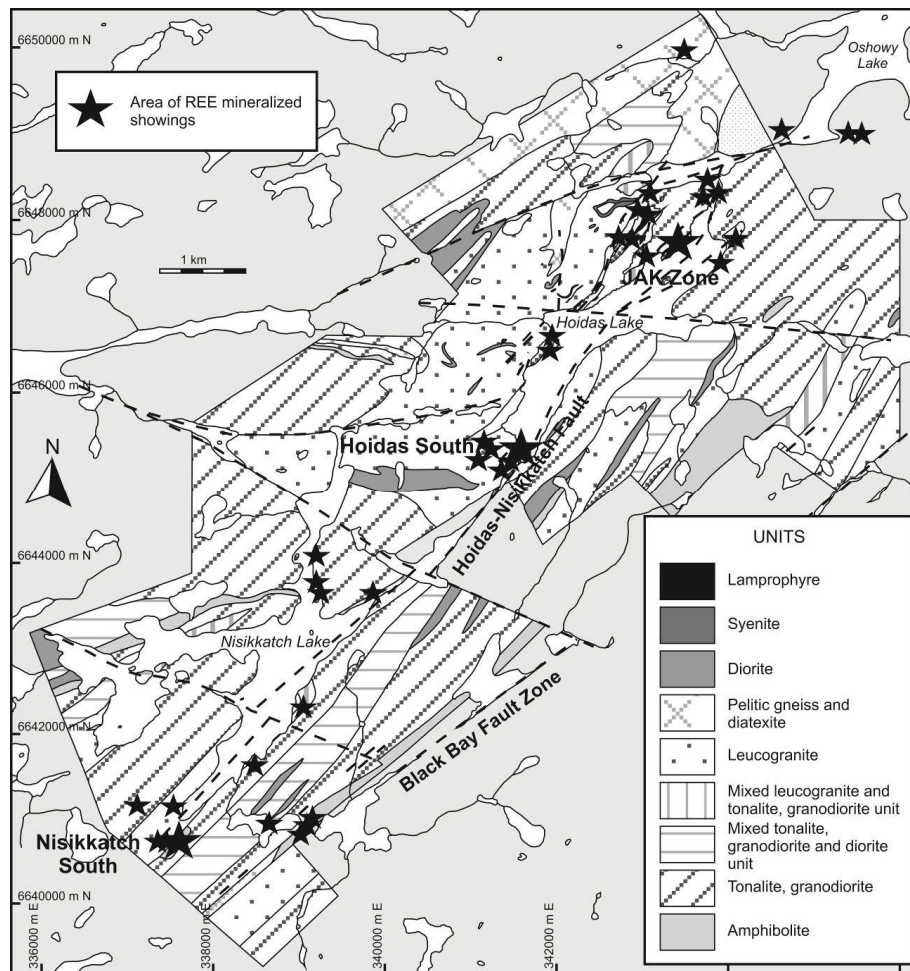 6650000 m N
Oshowy
Lake
Area of REE mineralized
showings
6648000 m N
1 km
JAK Zone
Hoidas Lake
6646000 m N
N
Hoidas South
Hoidas-Nisikkatch Fault
6644000 m N
Nisikkatch Lake
6642000 m N
Black Bay Fault Zone
Nisikkatch
South
6640000 m N
336000 m E
338000 m E
340000 m E
342000 m E
UNITS
Lamprophyre
Syenite
Diorite
Pelitic gneiss and
diatexite
Leucogranite
Mixed leucogranite and
tonalite, granodiorite unit
Mixed tonalite,
granodiorite and diorite
unit
Tonalite, granodiorite
Amphibolite